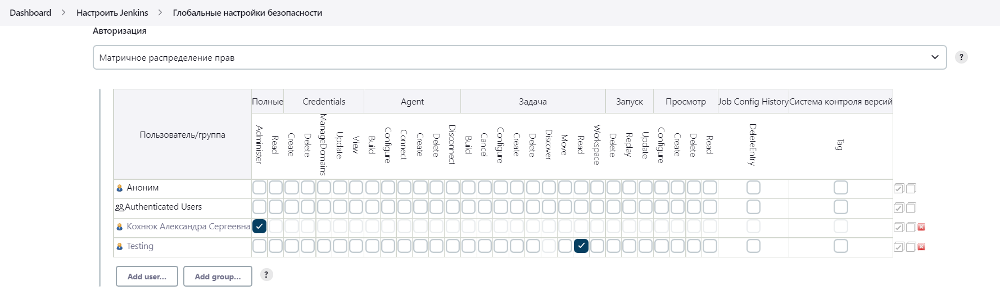 Dashboard > Настроить Jenkins > Глобальные настройки безопасности
Авторизация
Матричное распределение прав
?
Пользователь/группа
Полные Credentials Agent Задача Запуск Просмотр Job Config History Система контроля версий
Administer Read Create Delete ManageDomains Update View Build Configure Connect Create Delete Disconnect Build Cancel Configure Create Delete Discover Move Read Workspace Delete Replay Update Configure Create Delete Read DeleteEntry Tag
Аноним
Authenticated Users
Кохнюк Александра Сергеевна
Testing
Add user... Add group... ?